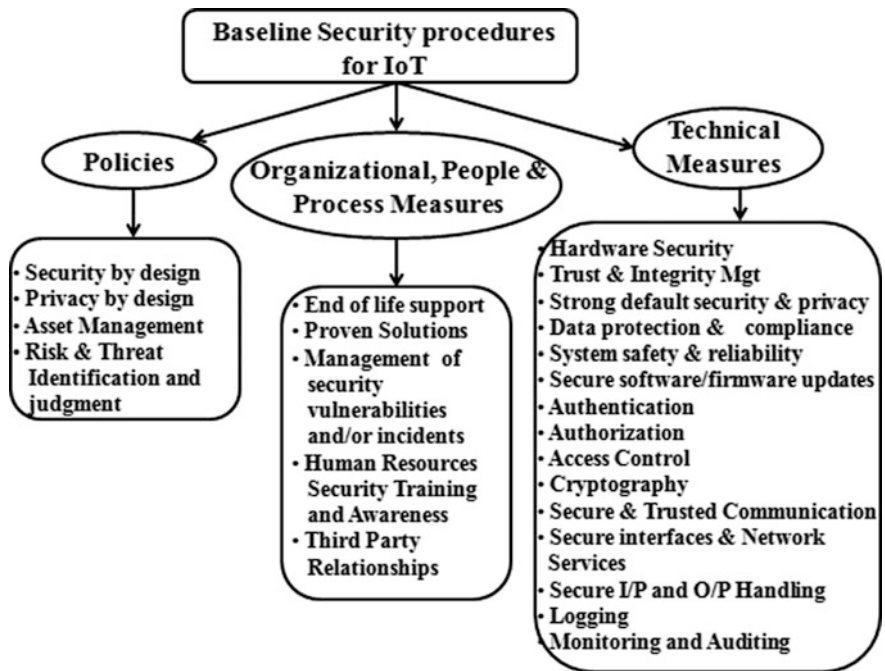 Baseline Security procedures
for IoT
Policies
Organizational, People &
Process Measures
Technical
Measures
• Security by design
• Privacy by design
• Asset Management
• Risk & Threat
Identification and
judgment
• End of life support
• Proven Solutions
• Management of
security
vulnerabilities
and/or incidents
• Human Resources
Security Training
and Awareness
• Third Party
Relationships
• Hardware Security
• Trust & Integrity Mgt
• Strong default security & privacy
• Data protection & compliance
• System safety & reliability
• Secure software/firmware updates
• Authentication
• Authorization
• Access Control
• Cryptography
• Secure & Trusted Communication
• Secure interfaces & Network
Services
• Secure I/P and O/P Handling
• Logging
• Monitoring and Auditing